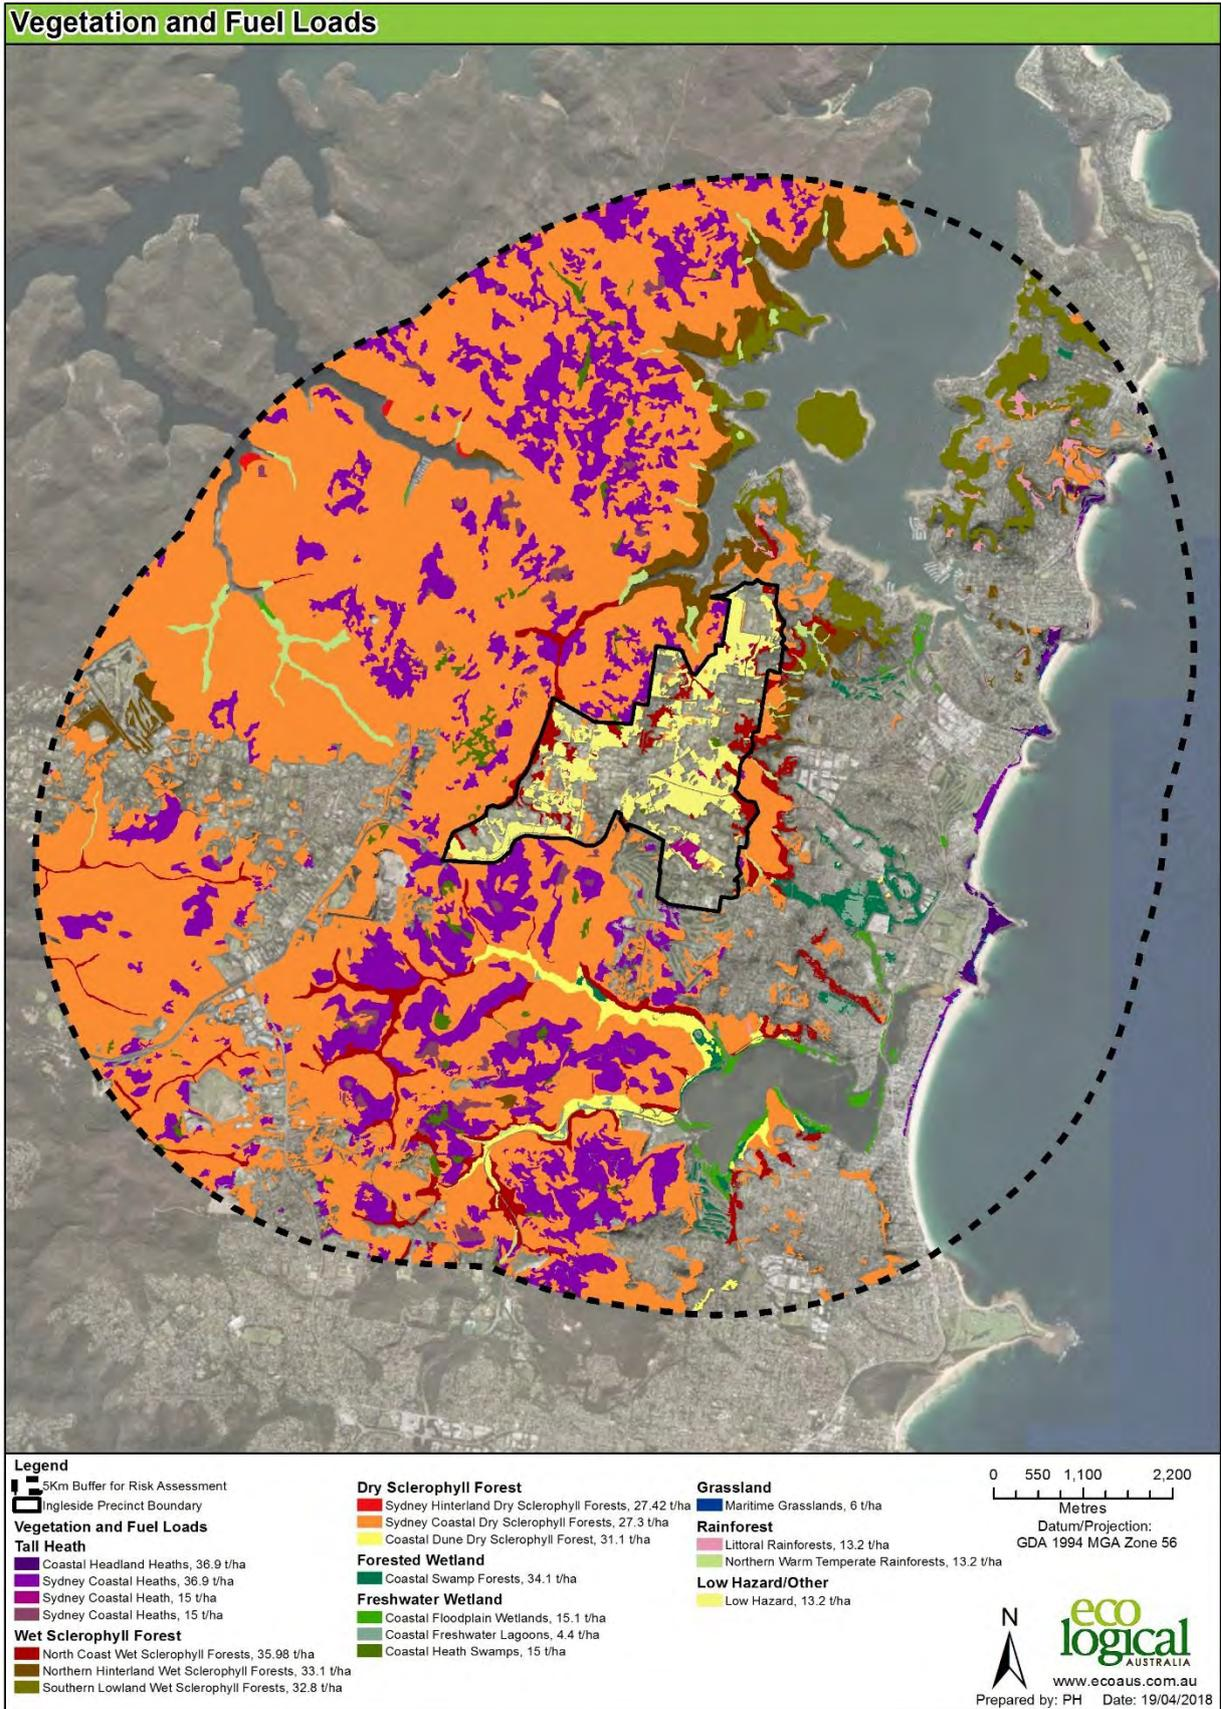 Vegetation and Fuel Loads
Legend
5Km Buffer for Risk Assessment
Ingleside Precinct Boundary
Vegetation and Fuel Loads
Tall Heath
Coastal Headland Heaths, 36.9 t/ha
Sydney Coastal Heaths, 36.9 t/ha
Sydney Coastal Heath, 15 t/ha
Sydney Coastal Heaths, 15 t/ha
Wet Sclerophyll Forest
North Coast Wet Sclerophyll Forests, 35.98 t/ha
Northern Hinterland Wet Sclerophyll Forests, 33.1 t/ha
Southern Lowland Wet Sclerophyll Forests, 32.8 t/ha
Dry Sclerophyll Forest
Sydney Hinterland Dry Sclerophyll Forests, 27.42 t/ha
Sydney Coastal Dry Sclerophyll Forests, 27.3 t/ha
Coastal Dune Dry Sclerophyll Forest, 31.1 t/ha
Forested Wetland
Coastal Swamp Forests, 34.1 t/ha
Freshwater Wetland
Coastal Floodplain Wetlands, 15.1 t/ha
Coastal Freshwater Lagoons, 4.4 t/ha
Coastal Heath Swamps, 15 t/ha
Grassland
Maritime Grasslands, 6 t/ha
Rainforest
Littoral Rainforests, 13.2 t/ha
Northern Warm Temperate Rainforests, 13.2 t/ha
Low Hazard/Other
Low Hazard, 13.2 t/ha
0 550 1,100 2,200
Metres
Datum/Projection:
GDA 1994 MGA Zone 56
N
eco
logical
AUSTRALIA
www.ecoaus.com.au
Prepared by: PH Date: 19/04/2018